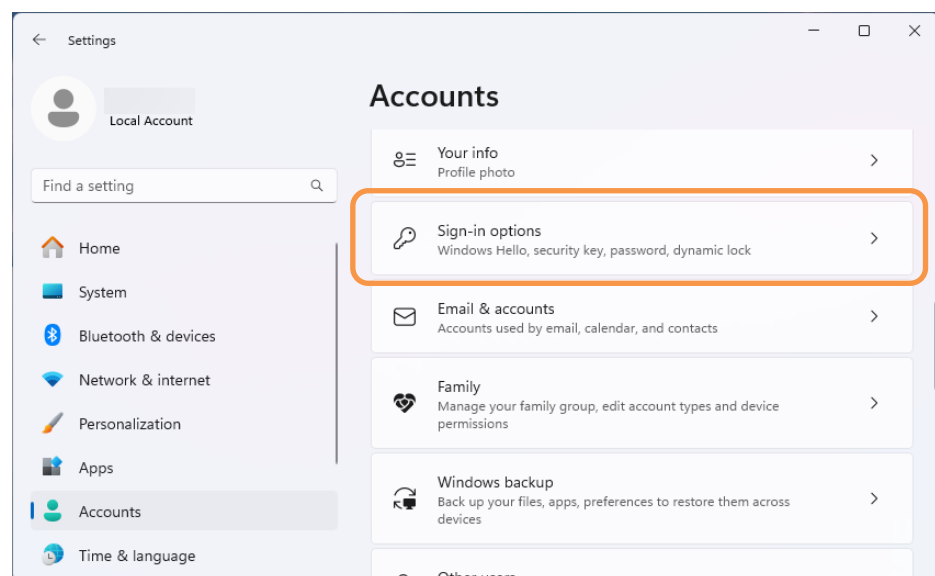 Settings
Local Account
Find a setting
Home
System
Bluetooth & devices
Network & internet
Personalization
Apps
Accounts
Time & language
Accounts
Your info
Profile photo
Sign-in options
Windows Hello, security key, password, dynamic lock
Email & accounts
Accounts used by email, calendar, and contacts
Family
Manage your family group, edit account types and device
permissions
Windows backup
Back up your files, apps, preferences to restore them across
devices
Other users